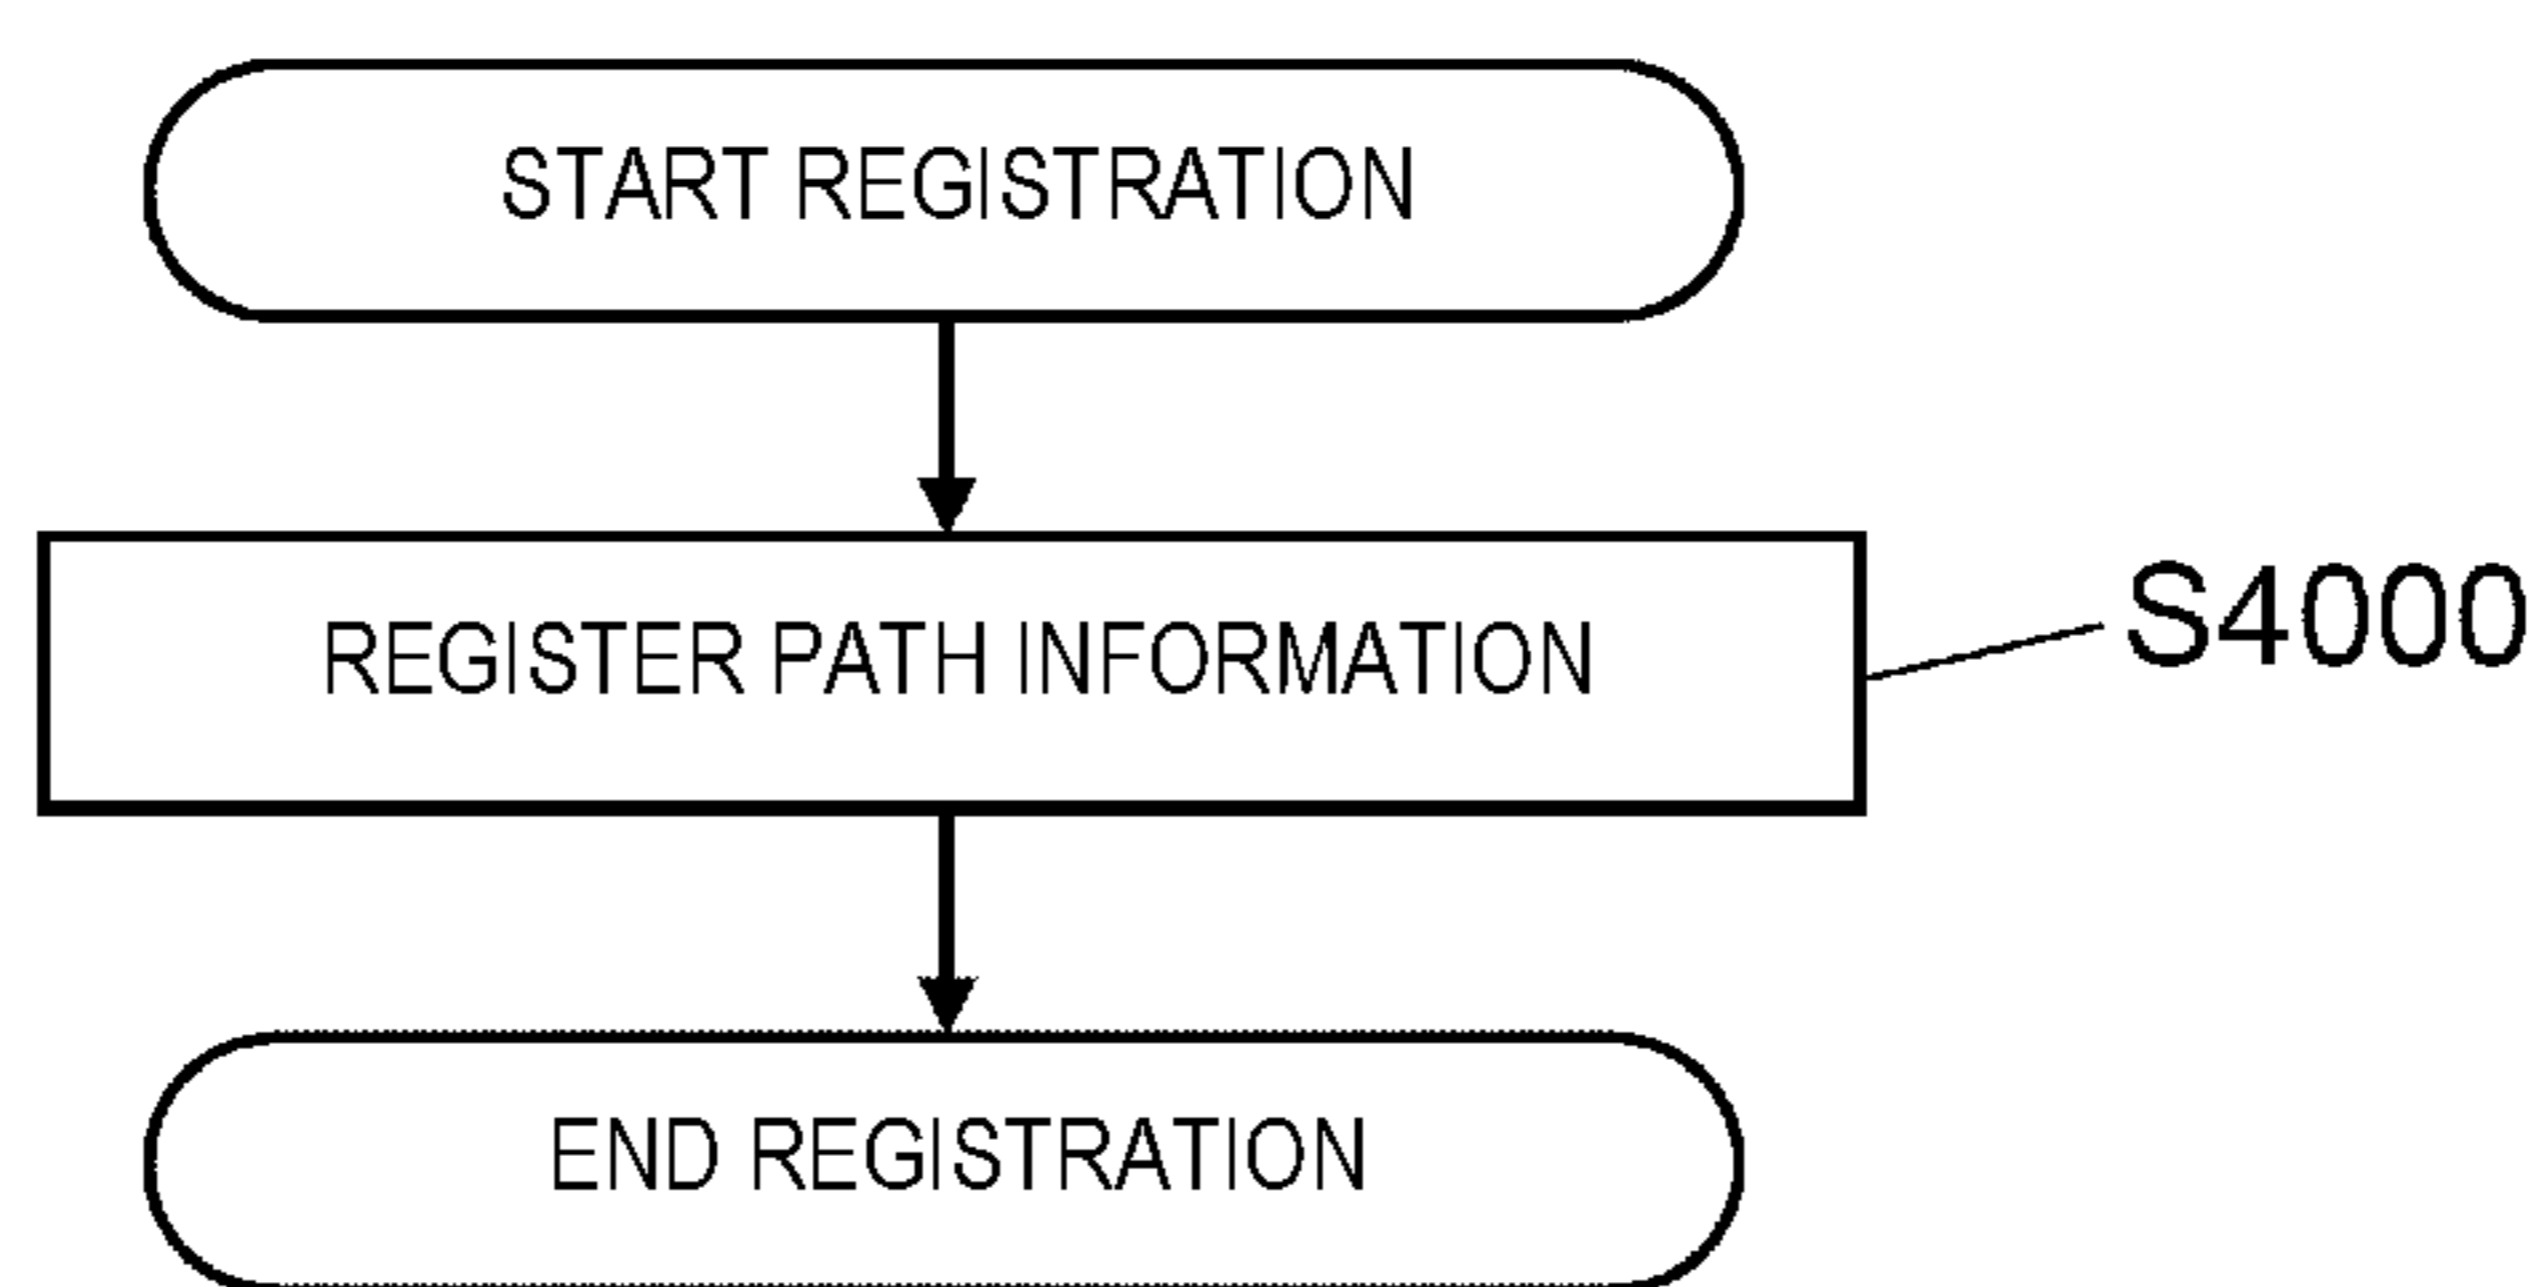 START REGISTRATION
REGISTER PATH INFORMATION
S4000
END REGISTRATION